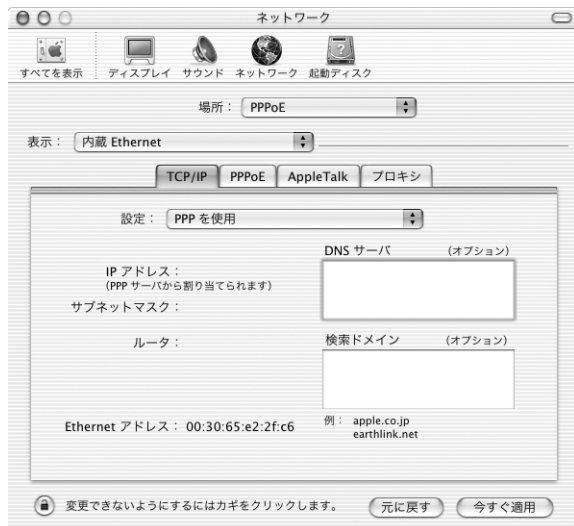 ネットワーク
すべてを表示 ディスプレイ サウンド ネットワーク 起動ディスク
場所： PPPoE
表示： 内蔵 Ethernet
TCP/IP PPPoE AppleTalk プロキシ
設定： PPP を使用
DNS サーバ （オプション）
IP アドレス：
（PPP サーバから割り当てられます）
サブネットマスク：
ルータ：
検索ドメイン （オプション）
Ethernet アドレス： 00:30:65:e2:2f:c6
例： apple.co.jp
earthlink.net
変更できないようにするにはカギをクリックします。 元に戻す 今すぐ適用